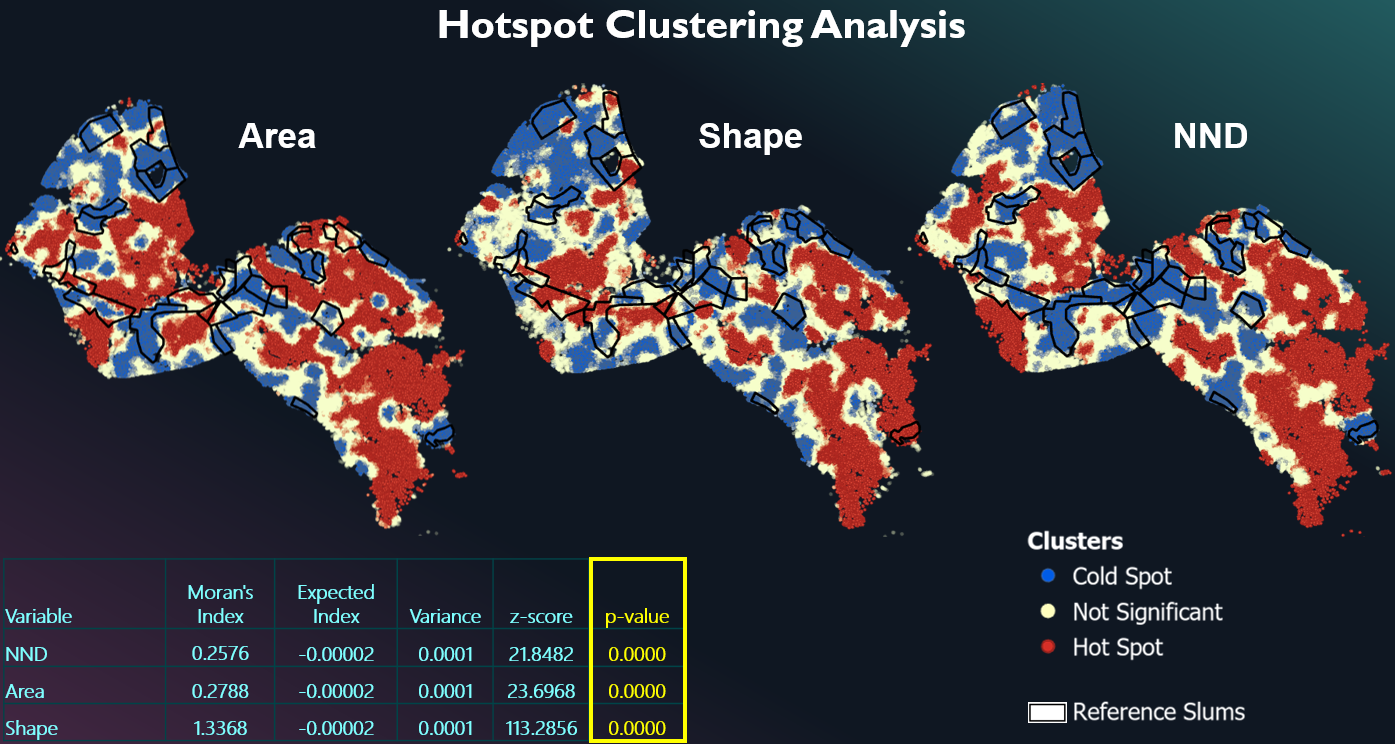 Hotspot Clustering Analysis
Area
Shape
NND
Clusters
Cold Spot
Not Significant
Hot Spot
Reference Slums
Variable Moran's Index Expected Index Variance z-score p-value
NND 0.2576 -0.00002 0.0001 21.8482 0.0000
Area 0.2788 -0.00002 0.0001 23.6968 0.0000
Shape 1.3368 -0.00002 0.0001 113.2856 0.0000